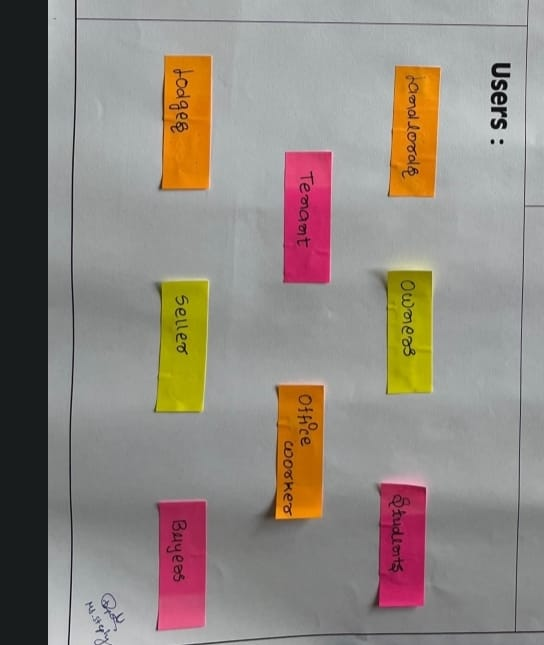 Users :
Landlords
Owners
Students
Tenant
Office
worker
Lodges
Seller
Buyers